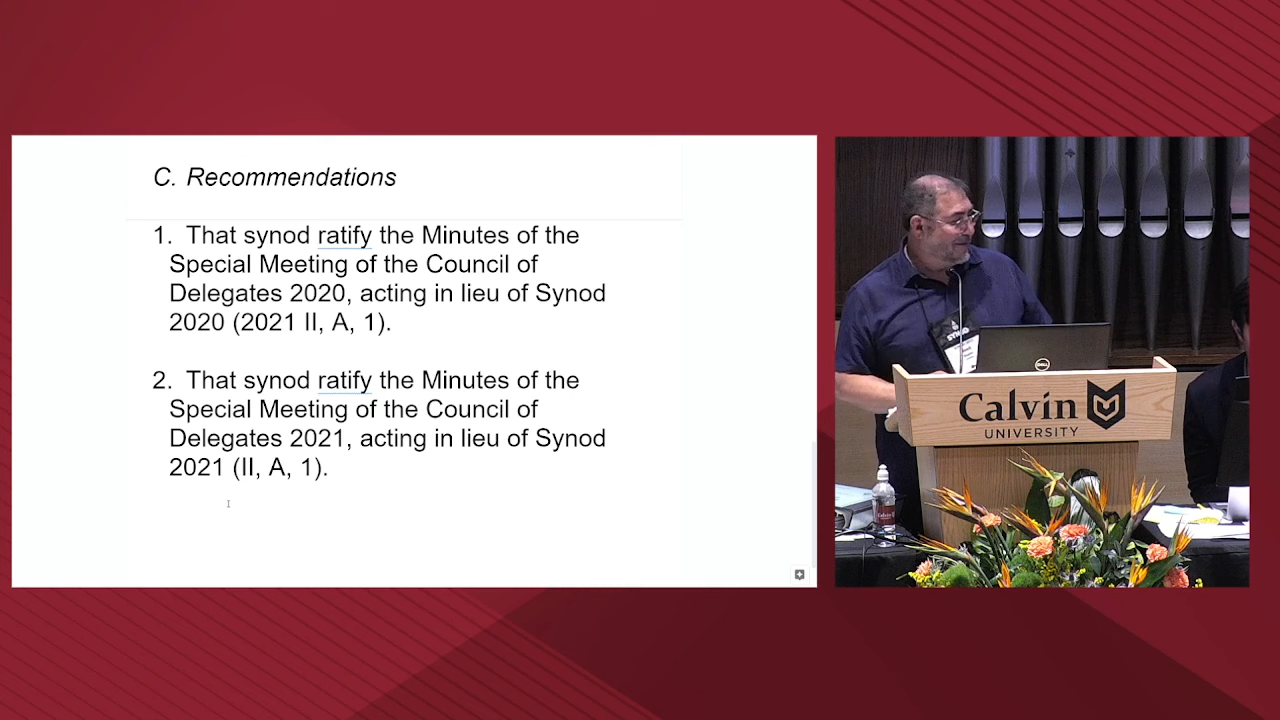 C. Recommendations
1. That synod ratify the Minutes of the
Special Meeting of the Council of
Delegates 2020, acting in lieu of Synod
2020 (2021 II, A, 1).
2. That synod ratify the Minutes of the
Special Meeting of the Council of
Delegates 2021, acting in lieu of Synod
2021 (II, A, 1).
SYNOD
DELL
Calvin
UNIVERSITY